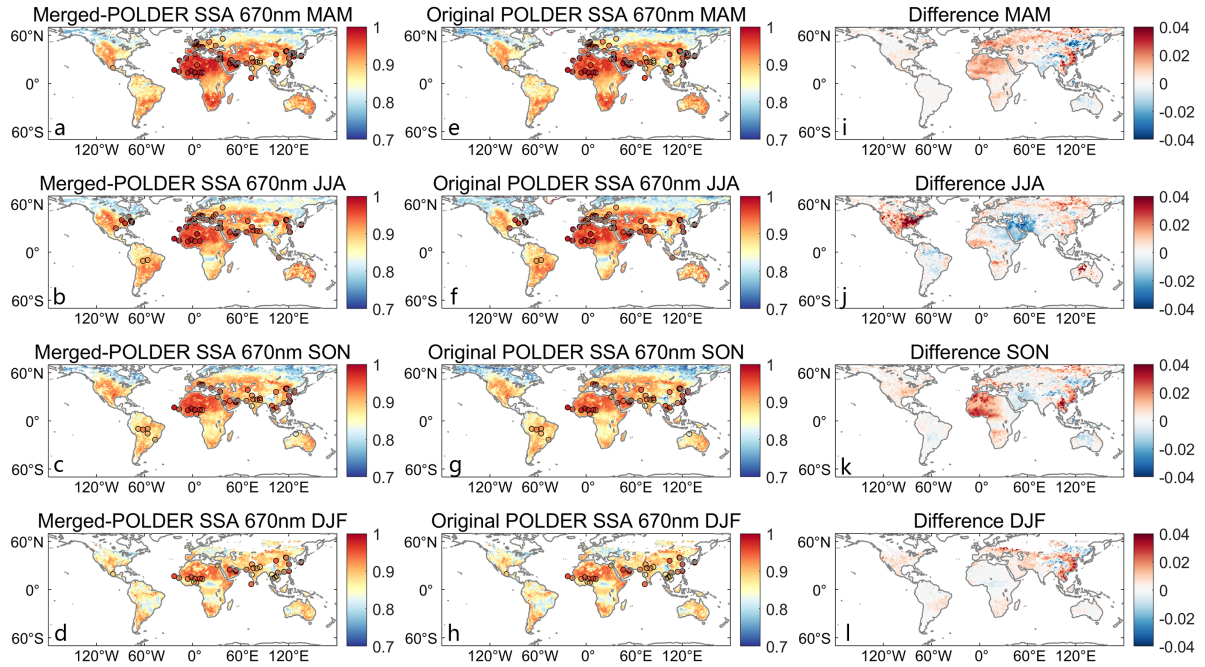 Merged-POLDER SSA 670nm MAM
60°N
0°
60°S
a
120°W 60°W 0° 60°E 120°E
1
0.9
0.8
0.7
Original POLDER SSA 670nm MAM
60°N
0°
60°S
e
120°W 60°W 0° 60°E 120°E
1
0.9
0.8
0.7
Difference MAM
60°N
0°
60°S
i
120°W 60°W 0° 60°E 120°E
0.04
0.02
0
-0.02
-0.04
Merged-POLDER SSA 670nm JJA
60°N
0°
60°S
b
120°W 60°W 0° 60°E 120°E
1
0.9
0.8
0.7
Original POLDER SSA 670nm JJA
60°N
0°
60°S
f
120°W 60°W 0° 60°E 120°E
1
0.9
0.8
0.7
Difference JJA
60°N
0°
60°S
j
120°W 60°W 0° 60°E 120°E
0.04
0.02
0
-0.02
-0.04
Merged-POLDER SSA 670nm SON
60°N
0°
60°S
c
120°W 60°W 0° 60°E 120°E
1
0.9
0.8
0.7
Original POLDER SSA 670nm SON
60°N
0°
60°S
g
120°W 60°W 0° 60°E 120°E
1
0.9
0.8
0.7
Difference SON
60°N
0°
60°S
k
120°W 60°W 0° 60°E 120°E
0.04
0.02
0
-0.02
-0.04
Merged-POLDER SSA 670nm DJF
60°N
0°
60°S
d
120°W 60°W 0° 60°E 120°E
1
0.9
0.8
0.7
Original POLDER SSA 670nm DJF
60°N
0°
60°S
h
120°W 60°W 0° 60°E 120°E
1
0.9
0.8
0.7
Difference DJF
60°N
0°
60°S
l
120°W 60°W 0° 60°E 120°E
0.04
0.02
0
-0.02
-0.04